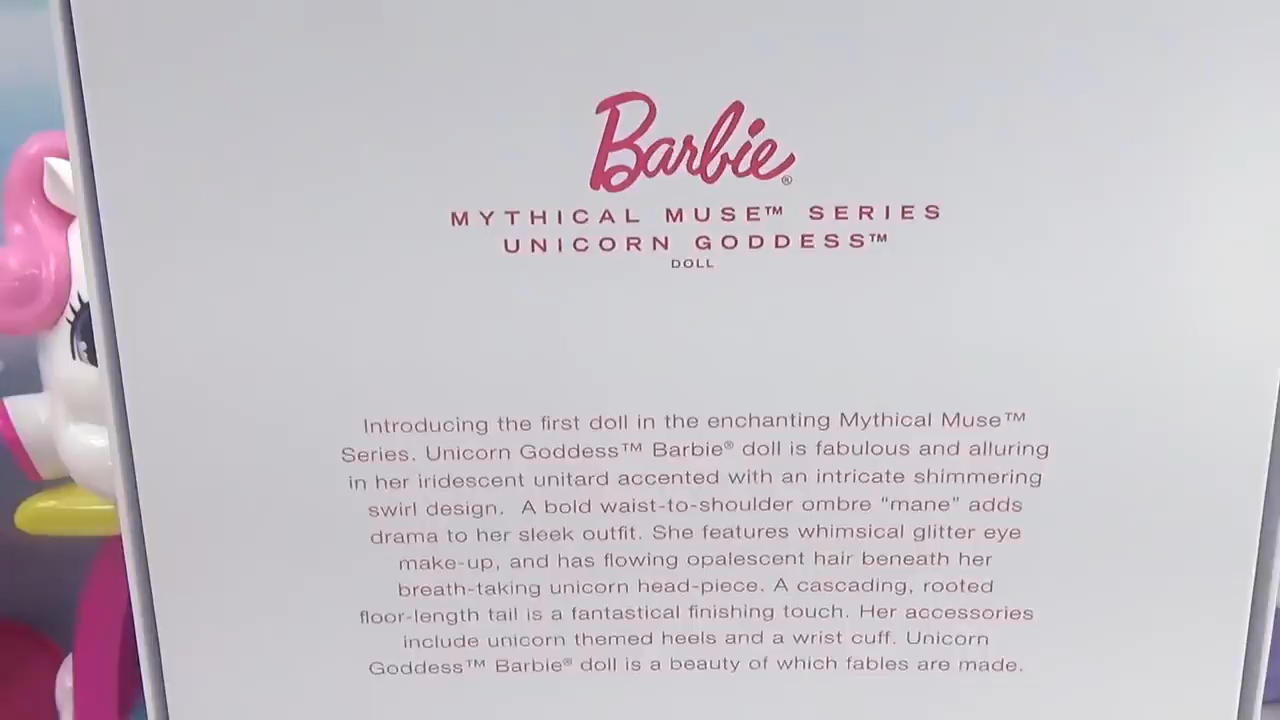 Barbie®
MYTHICAL MUSE™ SERIES
UNICORN GODDESS™
DOLL
Introducing the first doll in the enchanting Mythical Muse™
Series. Unicorn Goddess™ Barbie® doll is fabulous and alluring
in her iridescent unitard accented with an intricate shimmering
swirl design. A bold waist-to-shoulder ombre "mane" adds
drama to her sleek outfit. She features whimsical glitter eye
make-up, and has flowing opalescent hair beneath her
breath-taking unicorn head-piece. A cascading, rooted
floor-length tail is a fantastical finishing touch. Her accessories
include unicorn themed heels and a wrist cuff. Unicorn
Goddess™ Barbie® doll is a beauty of which fables are made.